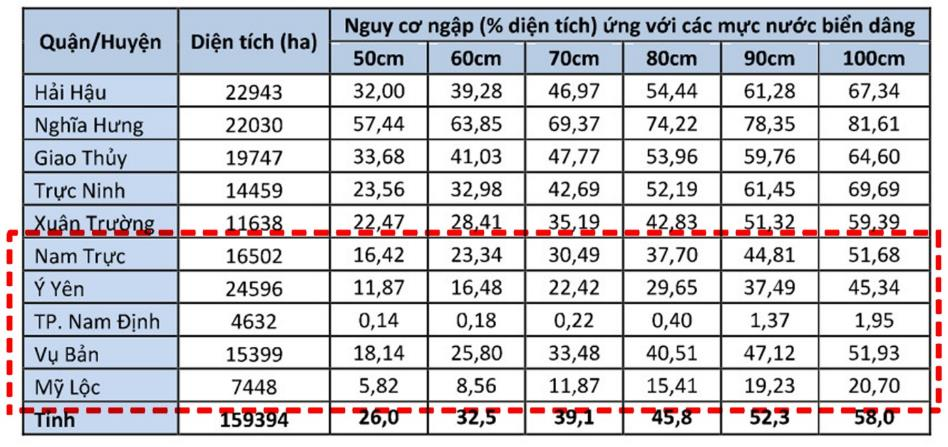 Quận/Huyện Diện tích (ha) Nguy cơ ngập (% diện tích) ứng với các mực nước biển dâng
50cm 60cm 70cm 80cm 90cm 100cm
Hải Hậu 22943 32,00 39,28 46,97 54,44 61,28 67,34
Nghĩa Hưng 22030 57,44 63,85 69,37 74,22 78,35 81,61
Giao Thủy 19747 33,68 41,03 47,77 53,96 59,76 64,60
Trực Ninh 14459 23,56 32,98 42,69 52,19 61,45 69,69
Xuân Trường 11638 22,47 28,41 35,19 42,83 51,32 59,39
Nam Trực 16502 16,42 23,34 30,49 37,70 44,81 51,68
Ý Yên 24596 11,87 16,48 22,42 29,65 37,49 45,34
TP. Nam Định 4632 0,14 0,18 0,22 0,40 1,37 1,95
Vụ Bản 15399 18,14 25,80 33,48 40,51 47,12 51,93
Mỹ Lộc 7448 5,82 8,56 11,87 15,41 19,23 20,70
Tỉnh 159394 26,0 32,5 39,1 45,8 52,3 58,0